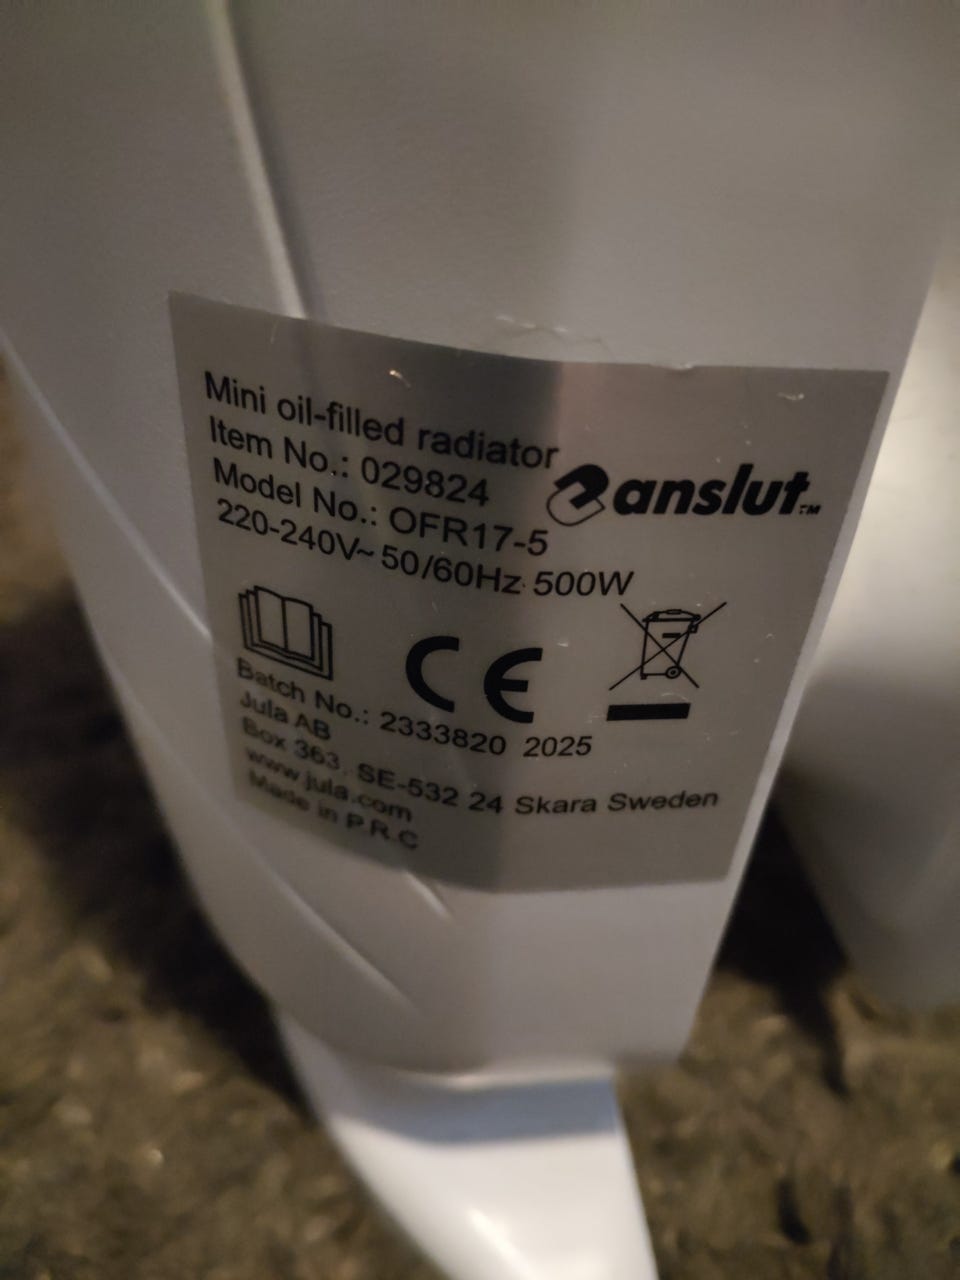 Mini oil-filled radiator
Item No.: 029824
Model No.: OFR17-5
220-240V~ 50/60Hz 500W
anslut™
CE
Batch No.: 2333820 2025
Jula AB
Box 363, SE-532 24 Skara Sweden
www.jula.com
Made in P.R.C